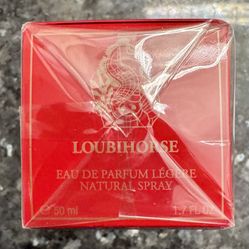 LOUBIHORSE
EAU DE PARFUM LÉGÈRE
NATURAL SPRAY
e 50 ml 1.7 FL.OZ